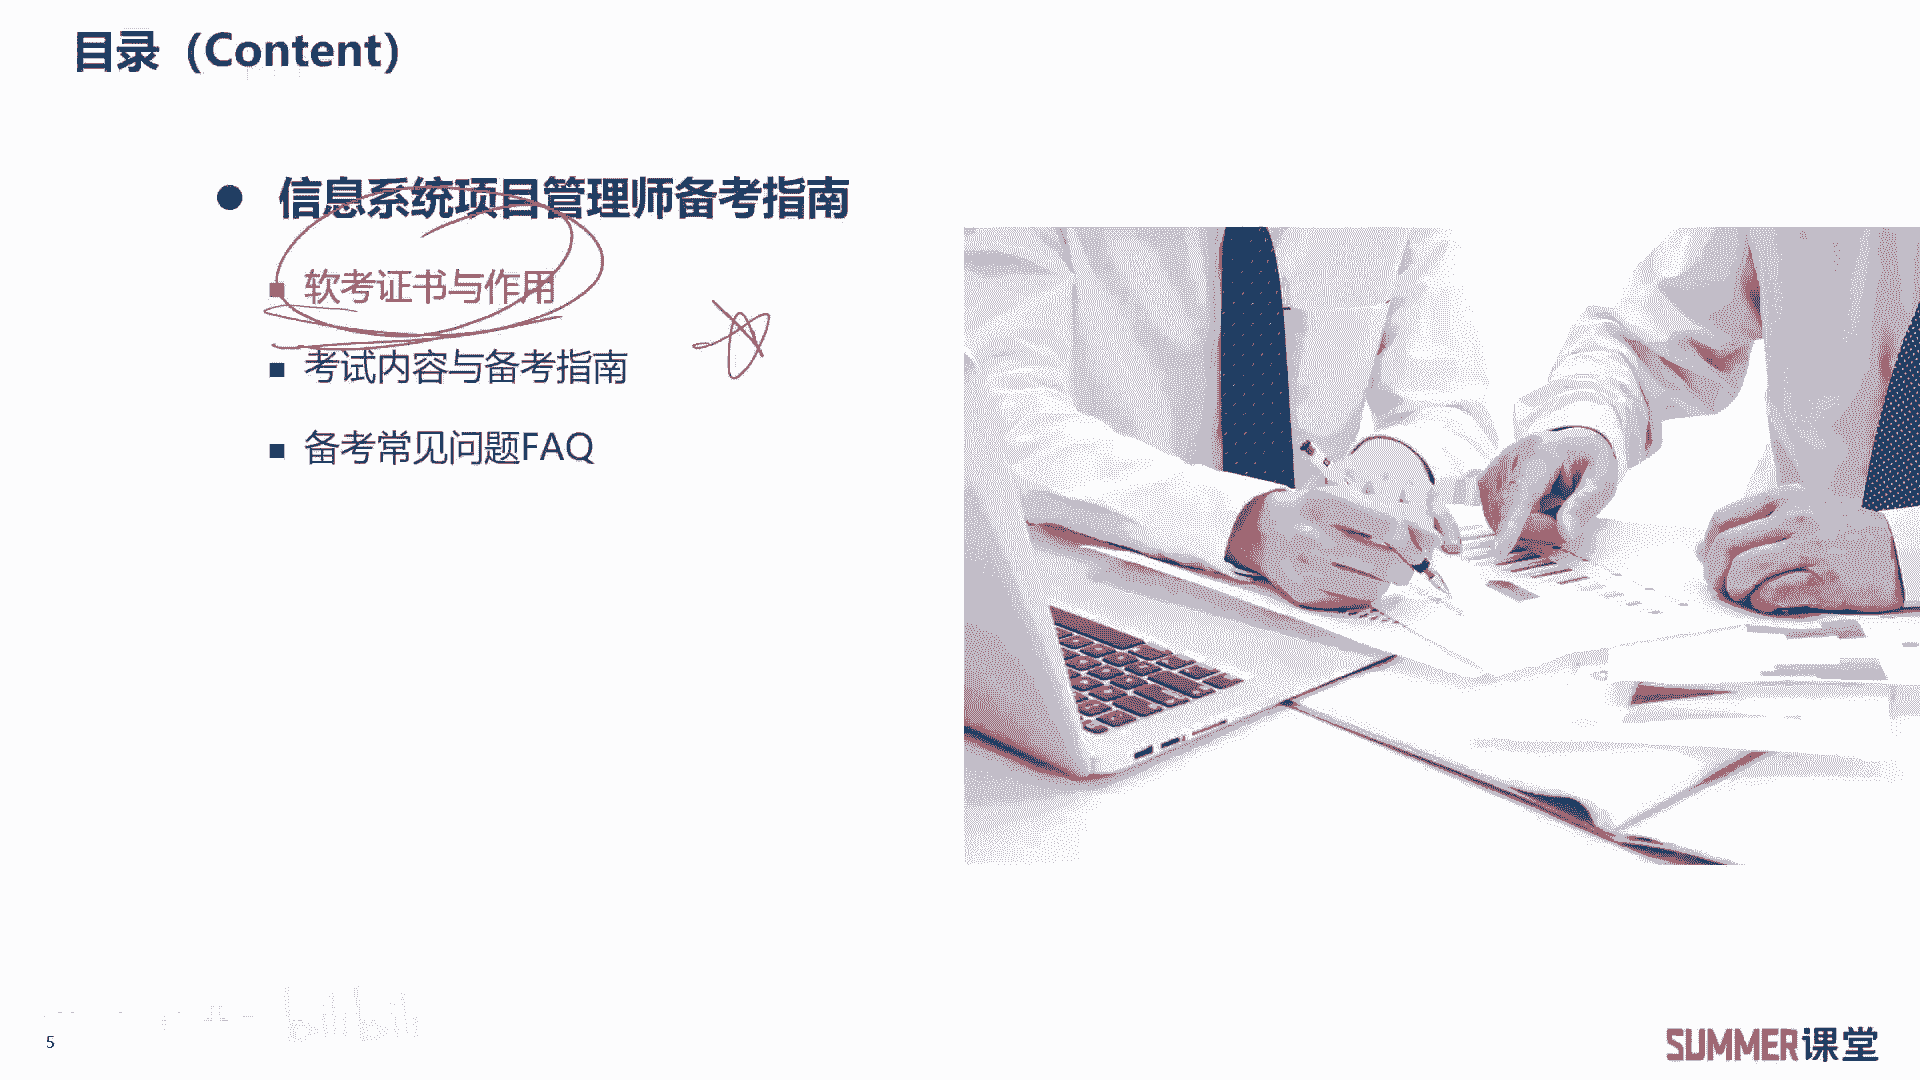 目录（Content）
信息系统项目管理师备考指南
软考证书与作用
考试内容与备考指南
备考常见问题FAQ
bilibili
5
SUMMER课堂